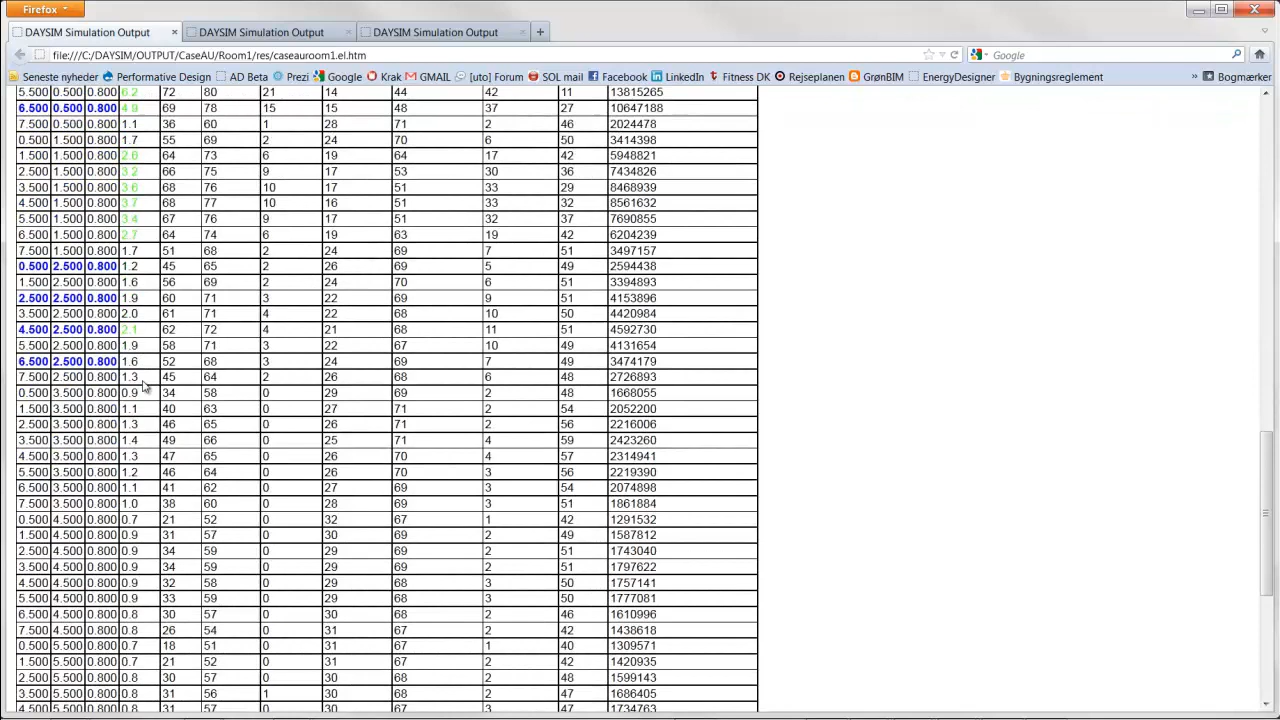 Firefox
DAYSIM Simulation Output DAYSIM Simulation Output DAYSIM Simulation Output
file:///C:/DAYSIM/OUTPUT/CaseAU/Room1/res/caseauroom1.el.htm Google
Seneste nyheder Performative Design AD Beta Prezi Google Krak GMAIL [uto] Forum SOL mail Facebook LinkedIn Fitness DK Rejseplanen GrønBIM EnergyDesigner Bygningsreglement » Bogmærker
5.500 0.500 0.800 6.2 72 80 21 14 44 42 11 13815265
6.500 0.500 0.800 4.9 69 78 15 15 48 37 27 10647188
7.500 0.500 0.800 1.1 36 60 1 28 71 2 46 2024478
0.500 1.500 0.800 1.7 55 69 2 24 70 6 50 3414398
1.500 1.500 0.800 2.6 64 73 6 19 64 17 42 5948821
2.500 1.500 0.800 3.2 66 75 9 17 53 30 36 7434826
3.500 1.500 0.800 3.6 68 76 10 17 51 33 29 8468939
4.500 1.500 0.800 3.7 68 77 10 16 51 33 32 8561632
5.500 1.500 0.800 3.4 67 76 9 17 51 32 37 7690855
6.500 1.500 0.800 2.7 64 74 6 19 63 19 42 6204239
7.500 1.500 0.800 1.7 51 68 2 24 69 7 51 3497157
0.500 2.500 0.800 1.2 45 65 2 26 69 5 49 2594438
1.500 2.500 0.800 1.6 56 69 2 24 70 6 51 3394893
2.500 2.500 0.800 1.9 60 71 3 22 69 9 51 4153896
3.500 2.500 0.800 2.0 61 71 4 22 68 10 50 4420984
4.500 2.500 0.800 2.1 62 72 4 21 68 11 51 4592730
5.500 2.500 0.800 1.9 58 71 3 22 67 10 49 4131654
6.500 2.500 0.800 1.6 52 68 3 24 69 7 49 3474179
7.500 2.500 0.800 1.3 45 64 2 26 68 6 48 2726893
0.500 3.500 0.800 0.9 34 58 0 29 69 2 48 1668055
1.500 3.500 0.800 1.1 40 63 0 27 71 2 54 2052200
2.500 3.500 0.800 1.3 46 65 0 26 71 2 56 2216006
3.500 3.500 0.800 1.4 49 66 0 25 71 4 59 2423260
4.500 3.500 0.800 1.3 47 65 0 26 70 4 57 2314941
5.500 3.500 0.800 1.2 46 64 0 26 70 3 56 2219390
6.500 3.500 0.800 1.1 41 62 0 27 69 3 54 2074898
7.500 3.500 0.800 1.0 38 60 0 28 69 3 51 1861884
0.500 4.500 0.800 0.7 21 52 0 32 67 1 42 1291532
1.500 4.500 0.800 0.9 31 57 0 30 69 2 49 1587812
2.500 4.500 0.800 0.9 34 59 0 29 69 2 51 1743040
3.500 4.500 0.800 0.9 34 59 0 29 69 2 51 1797622
4.500 4.500 0.800 0.9 32 58 0 29 68 3 50 1757141
5.500 4.500 0.800 0.9 33 59 0 29 68 3 50 1777081
6.500 4.500 0.800 0.8 30 57 0 30 68 2 46 1610996
7.500 4.500 0.800 0.8 26 54 0 31 67 2 42 1438618
0.500 5.500 0.800 0.7 18 51 0 31 67 1 40 1309571
1.500 5.500 0.800 0.7 21 52 0 31 67 2 42 1420935
2.500 5.500 0.800 0.8 30 57 0 30 68 2 46 1599143
3.500 5.500 0.800 0.8 31 56 1 30 68 2 47 1686405
4.500 5.500 0.800 0.8 31 57 0 30 67 3 47 1734763